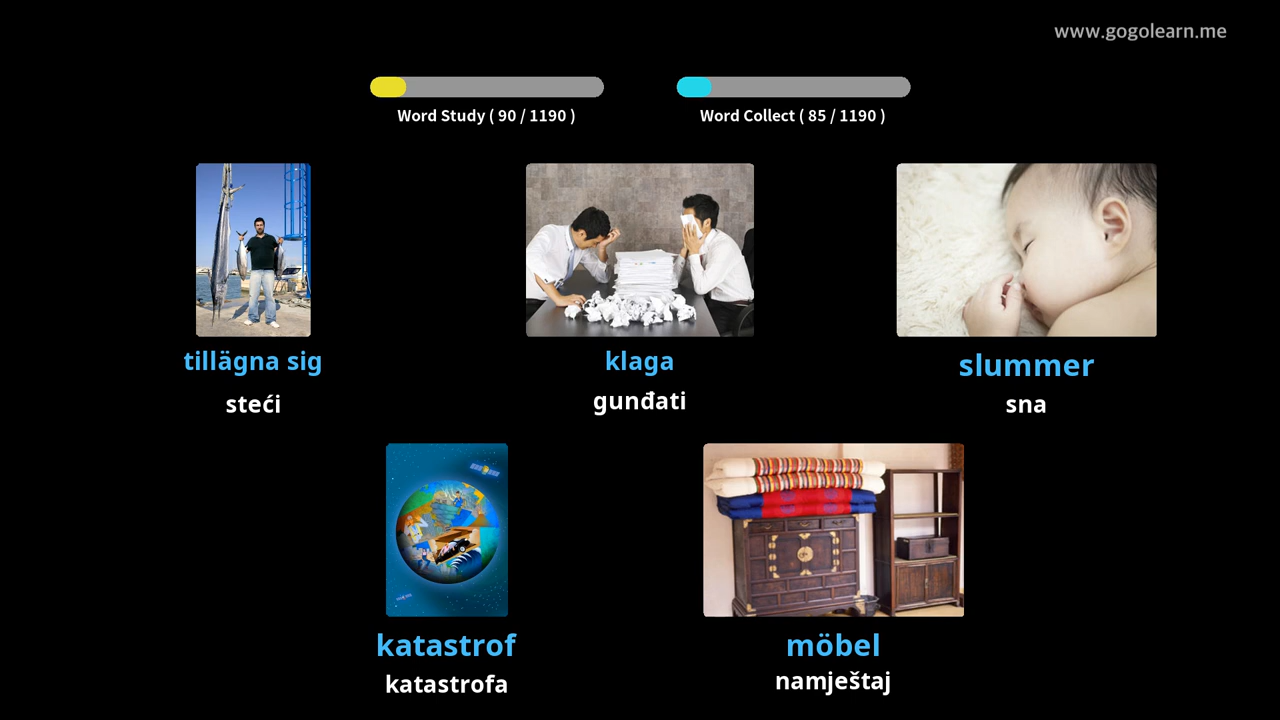 www.gogolearn.me
Word Study ( 90 / 1190 )
Word Collect ( 85 / 1190 )
tillägna sig
klaga
slummer
steći
gunđati
sna
katastrof
möbel
katastrofa
namještaj